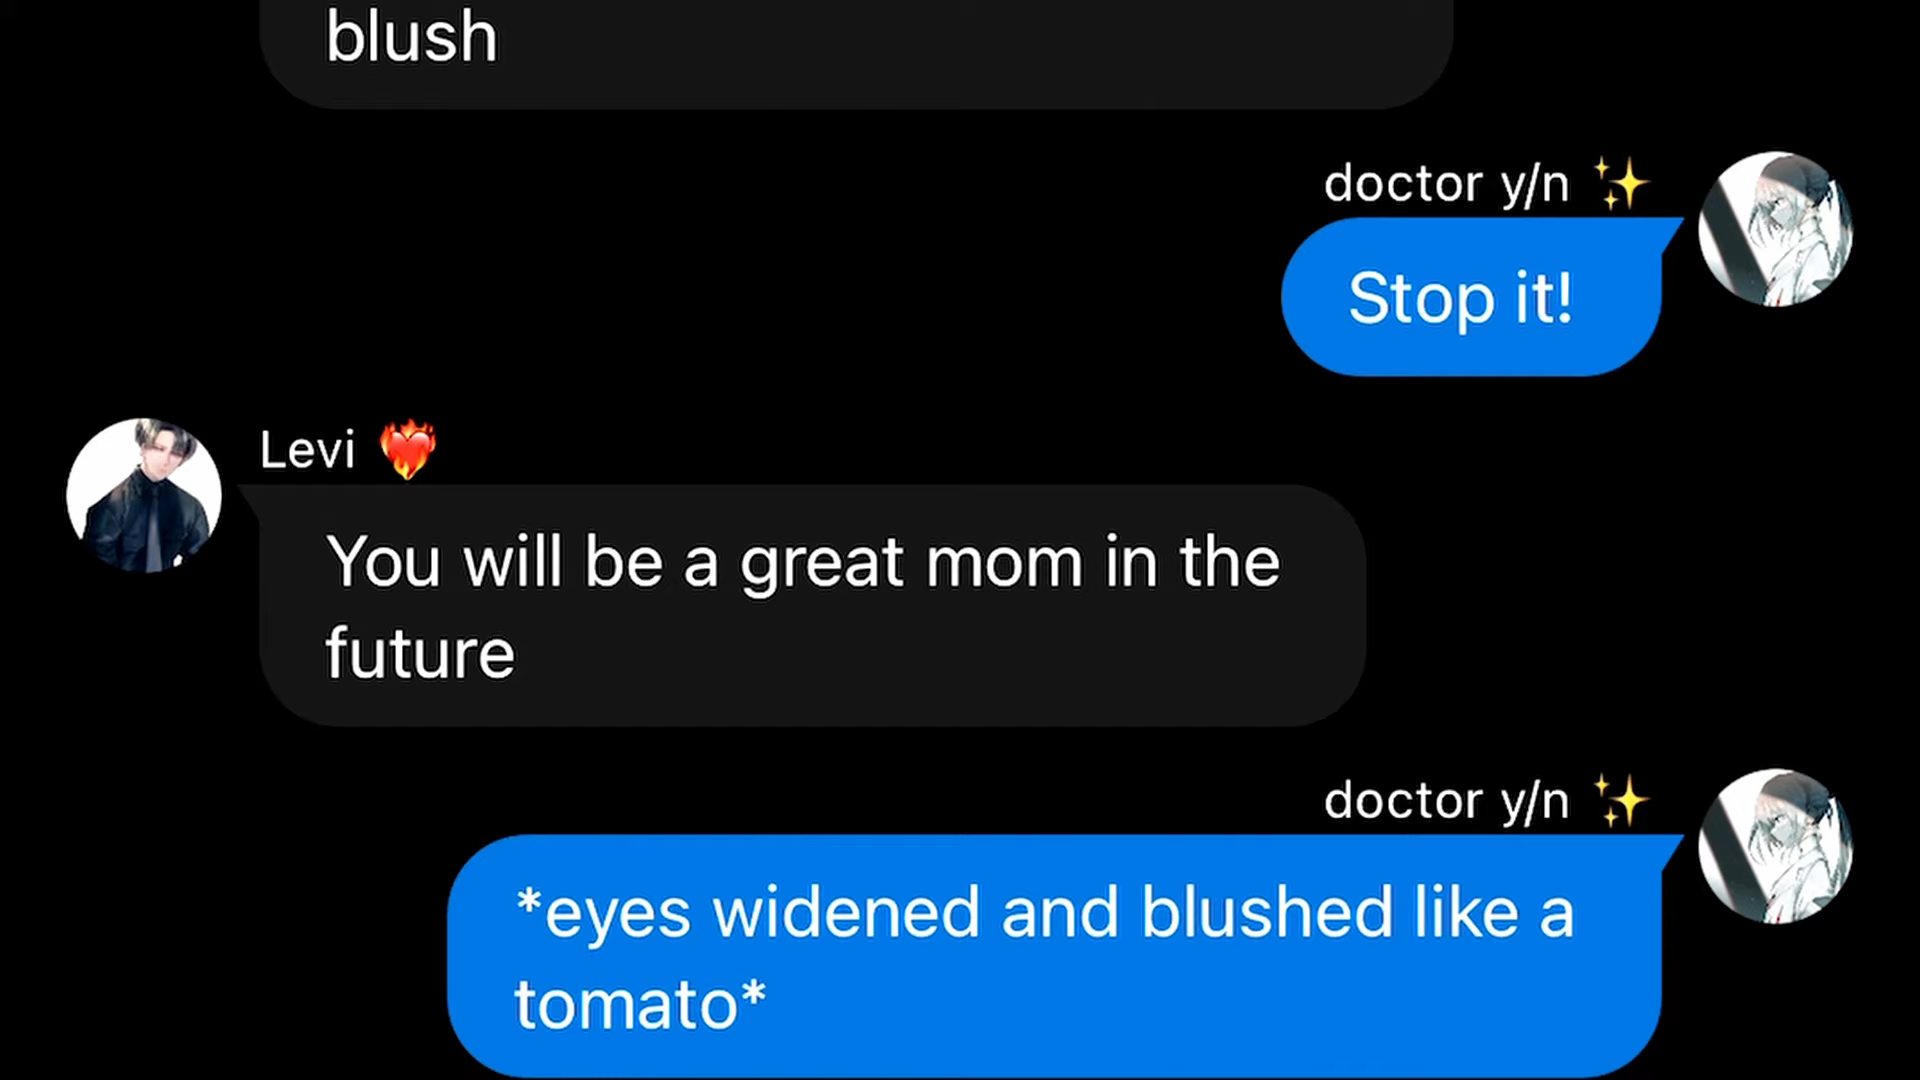 blush
doctor y/n ✨
Stop it!
Levi ❤️‍🔥
You will be a great mom in the
future
doctor y/n ✨
*eyes widened and blushed like a
tomato*